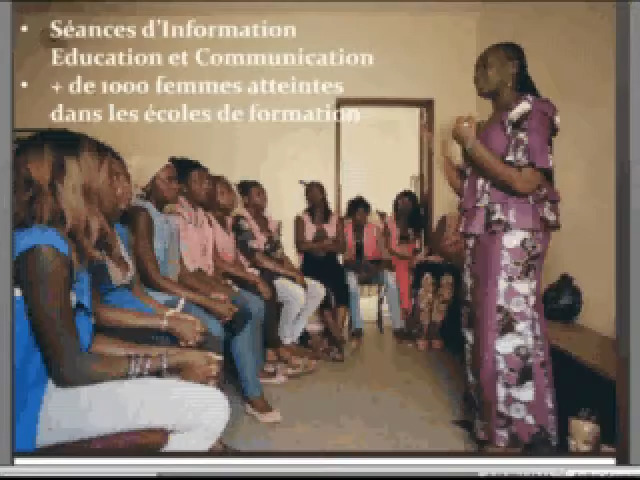 • Séances d'Information
Education et Communication
• + de 1000 femmes atteintes
dans les écoles de formation